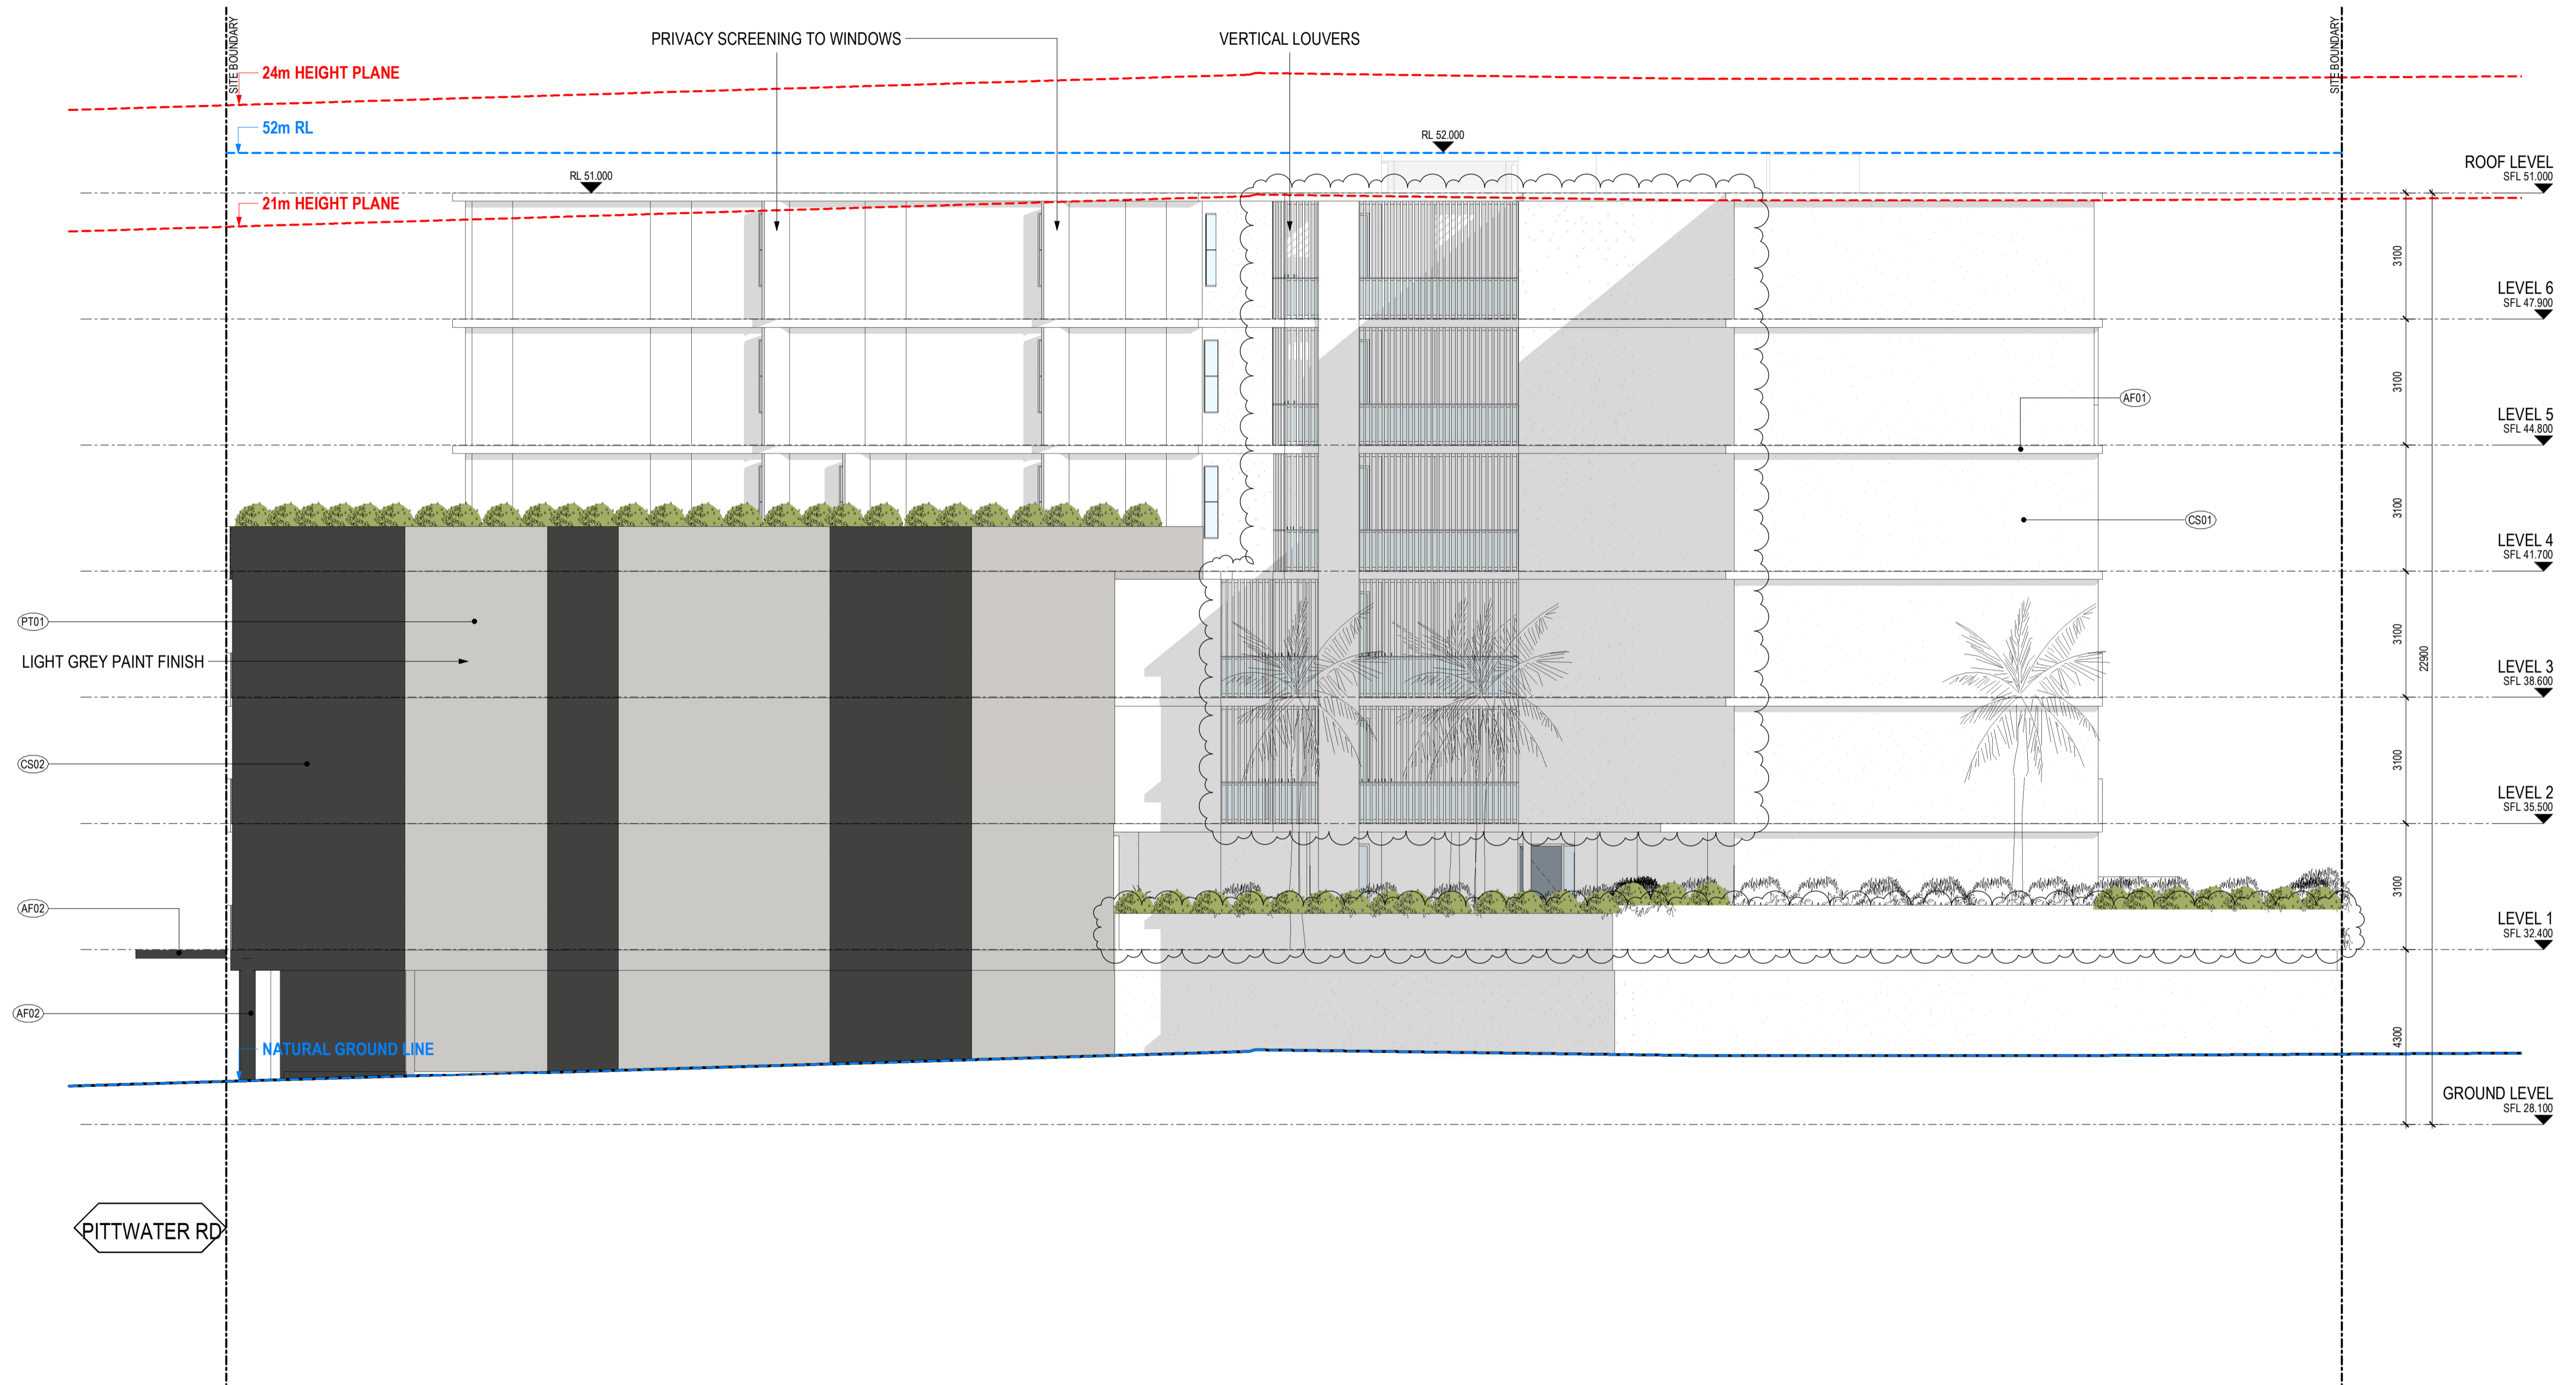 SITE BOUNDARY
SITE BOUNDARY
PRIVACY SCREENING TO WINDOWS
VERTICAL LOUVERS
24m HEIGHT PLANE
52m RL
RL 52.000
RL 51.000
ROOF LEVEL
SFL 51.000
21m HEIGHT PLANE
3100
LEVEL 6
SFL 47.900
3100
AF01
LEVEL 5
SFL 44.800
3100
CS01
LEVEL 4
SFL 41.700
PT01
3100
LIGHT GREY PAINT FINISH
22900
LEVEL 3
SFL 38.600
CS02
3100
LEVEL 2
SFL 35.500
AF02
3100
LEVEL 1
SFL 32.400
AF02
4300
NATURAL GROUND LINE
GROUND LEVEL
SFL 28.100
PITTWATER RD